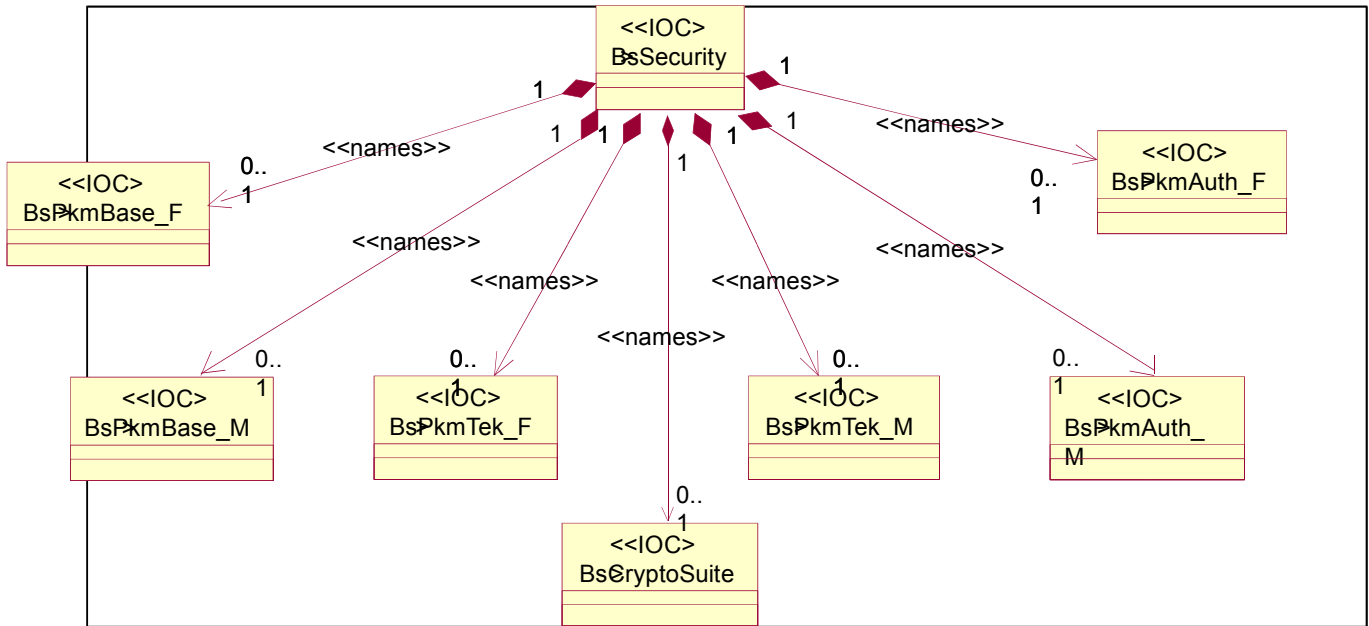 <<IOC>>
BsSecurity
1
1
<<names>>
<<names>>
1
1
1
1
1
0..
1
0..
1
<<IOC>>
BsPkmBase_F
<<IOC>>
BsPkmAuth_F
<<names>>
<<names>>
<<names>>
<<names>>
<<names>>
0..
1
0..
1
0..
1
0..
1
<<IOC>>
BsPkmBase_M
<<IOC>>
BsPkmTek_F
<<IOC>>
BsPkmTek_M
<<IOC>>
BsPkmAuth_
M
0..
1
<<IOC>>
BsCryptoSuite